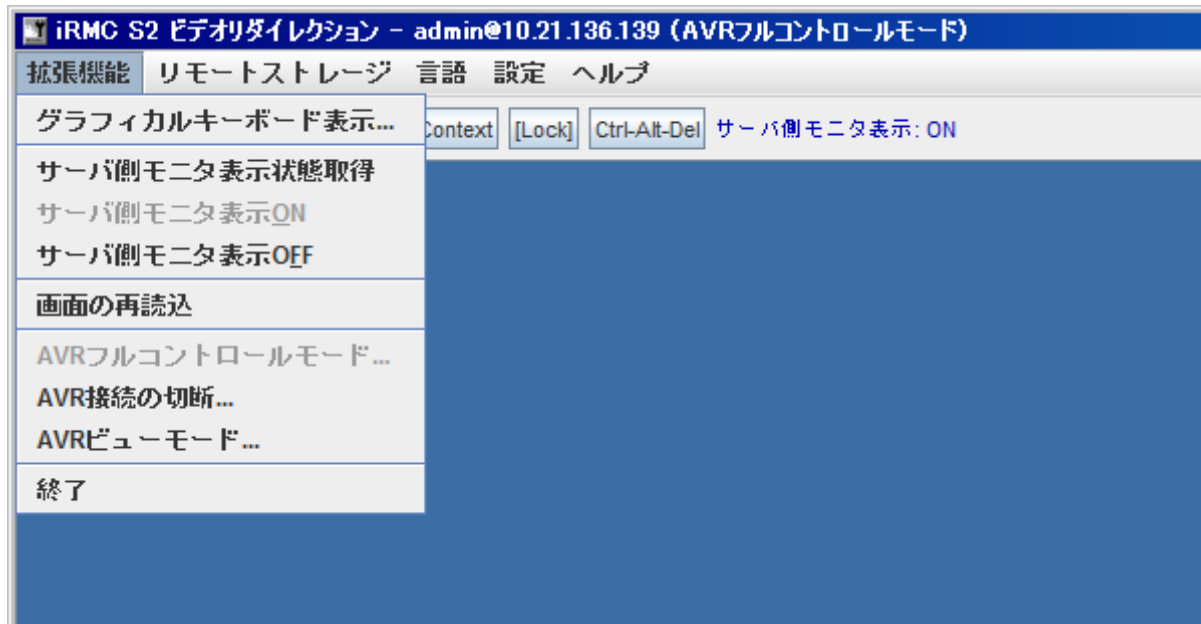 iRMC S2 ビデオリダイレクション - admin@10.21.136.139 (AVRフルコントロールモード)
拡張機能 リモートストレージ 言語 設定 ヘルプ
Context [Lock] Ctrl-Alt-Del サーバ側モニタ表示: ON
グラフィカルキーボード表示...
サーバ側モニタ表示状態取得
サーバ側モニタ表示ON
サーバ側モニタ表示OFF
画面の再読込
AVRフルコントロールモード...
AVR接続の切断...
AVRビューモード...
終了